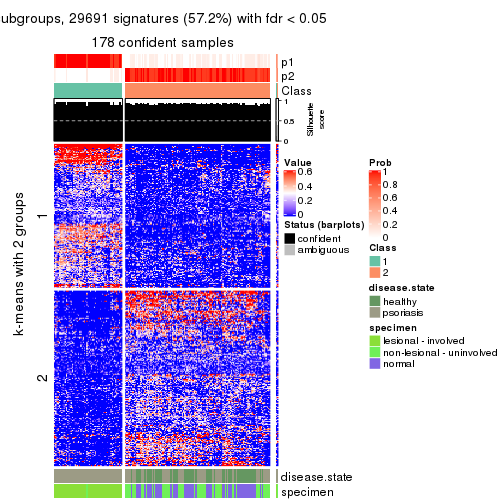 ubgroups, 29691 signatures (57.2%) with fdr < 0.05
178 confident samples
p1
p2
Class
1
0.5
0
Silhouette
score
k-means with 2 groups
1
2
Value
0.6
0.4
0.2
0
Status (barplots)
confident
ambiguous
Prob
1
0.8
0.6
0.4
0.2
0
Class
1
2
disease.state
healthy
psoriasis
specimen
lesional - involved
non-lesional - uninvolved
normal
disease.state
specimen